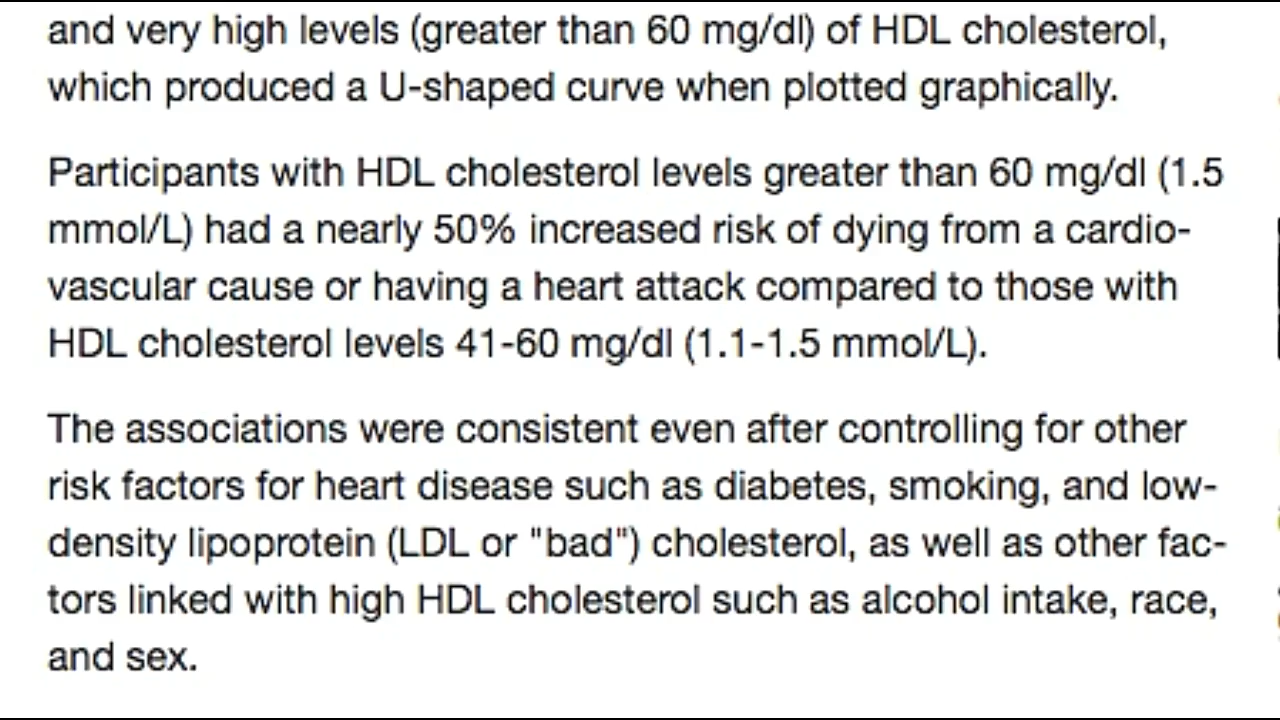 and very high levels (greater than 60 mg/dl) of HDL cholesterol,
which produced a U-shaped curve when plotted graphically.
Participants with HDL cholesterol levels greater than 60 mg/dl (1.5
mmol/L) had a nearly 50% increased risk of dying from a cardio-
vascular cause or having a heart attack compared to those with
HDL cholesterol levels 41-60 mg/dl (1.1-1.5 mmol/L).
The associations were consistent even after controlling for other
risk factors for heart disease such as diabetes, smoking, and low-
density lipoprotein (LDL or "bad") cholesterol, as well as other fac-
tors linked with high HDL cholesterol such as alcohol intake, race,
and sex.